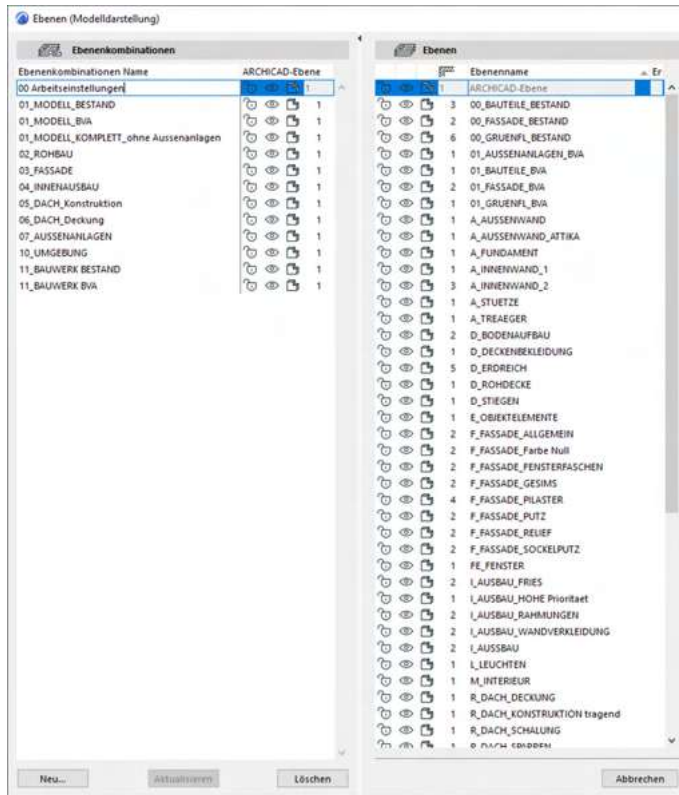 Ebenen (Modelldarstellung)
Ebenenkombinationen
Ebenenkombinationen Name ARCHICAD-Ebene
00 Arbeitseinstellungen 1
01_MODELL_BESTAND 1
01_MODELL_BVA 1
01_MODELL_KOMPLETT_ohne Aussenanlagen 1
02_ROHBAU 1
03_FASSADE 1
04_INNENAUSBAU 1
05_DACH_Konstruktion 1
06_DACH_Deckung 1
07_AUSSENANLAGEN 1
10_UMGEBUNG 1
11_BAUWERK BESTAND 1
11_BAUWERK BVA 1
Neu... Aktualisieren Löschen
Ebenen
Ebenenname Er
1 ARCHICAD-Ebene
3 00_BAUTEILE_BESTAND
2 00_FASSADE_BESTAND
6 00_GRUENFL_BESTAND
1 01_AUSSENANLAGEN_BVA
1 01_BAUTEILE_BVA
2 01_FASSADE_BVA
1 01_GRUENFL_BVA
1 A_AUSSENWAND
1 A_AUSSENWAND_ATTIKA
1 A_FUNDAMENT
1 A_INNENWAND_1
3 A_INNENWAND_2
1 A_STUETZE
1 A_TREAEGER
2 D_BODENAUFBAU
1 D_DECKENBEKLEIDUNG
5 D_ERDREICH
1 D_ROHDECKE
1 D_STIEGEN
1 E_OBJEKTELEMENTE
2 F_FASSADE_ALLGEMEIN
2 F_FASSADE_Farbe Null
2 F_FASSADE_FENSTERFASCHEN
2 F_FASSADE_GESIMS
4 F_FASSADE_PILASTER
2 F_FASSADE_PUTZ
2 F_FASSADE_RELIEF
2 F_FASSADE_SOCKELPUTZ
1 FE_FENSTER
2 I_AUSBAU_FRIES
1 I_AUSBAU_HOHE Prioritaet
2 I_AUSBAU_RAHMUNGEN
2 I_AUSBAU_WANDVERKLEIDUNG
2 I_AUSSBAU
1 L_LEUCHTEN
1 M_INTERIEUR
1 R_DACH_DECKUNG
1 R_DACH_KONSTRUKTION tragend
1 R_DACH_SCHALUNG
1 R_DACH_SPARREN
Abbrechen